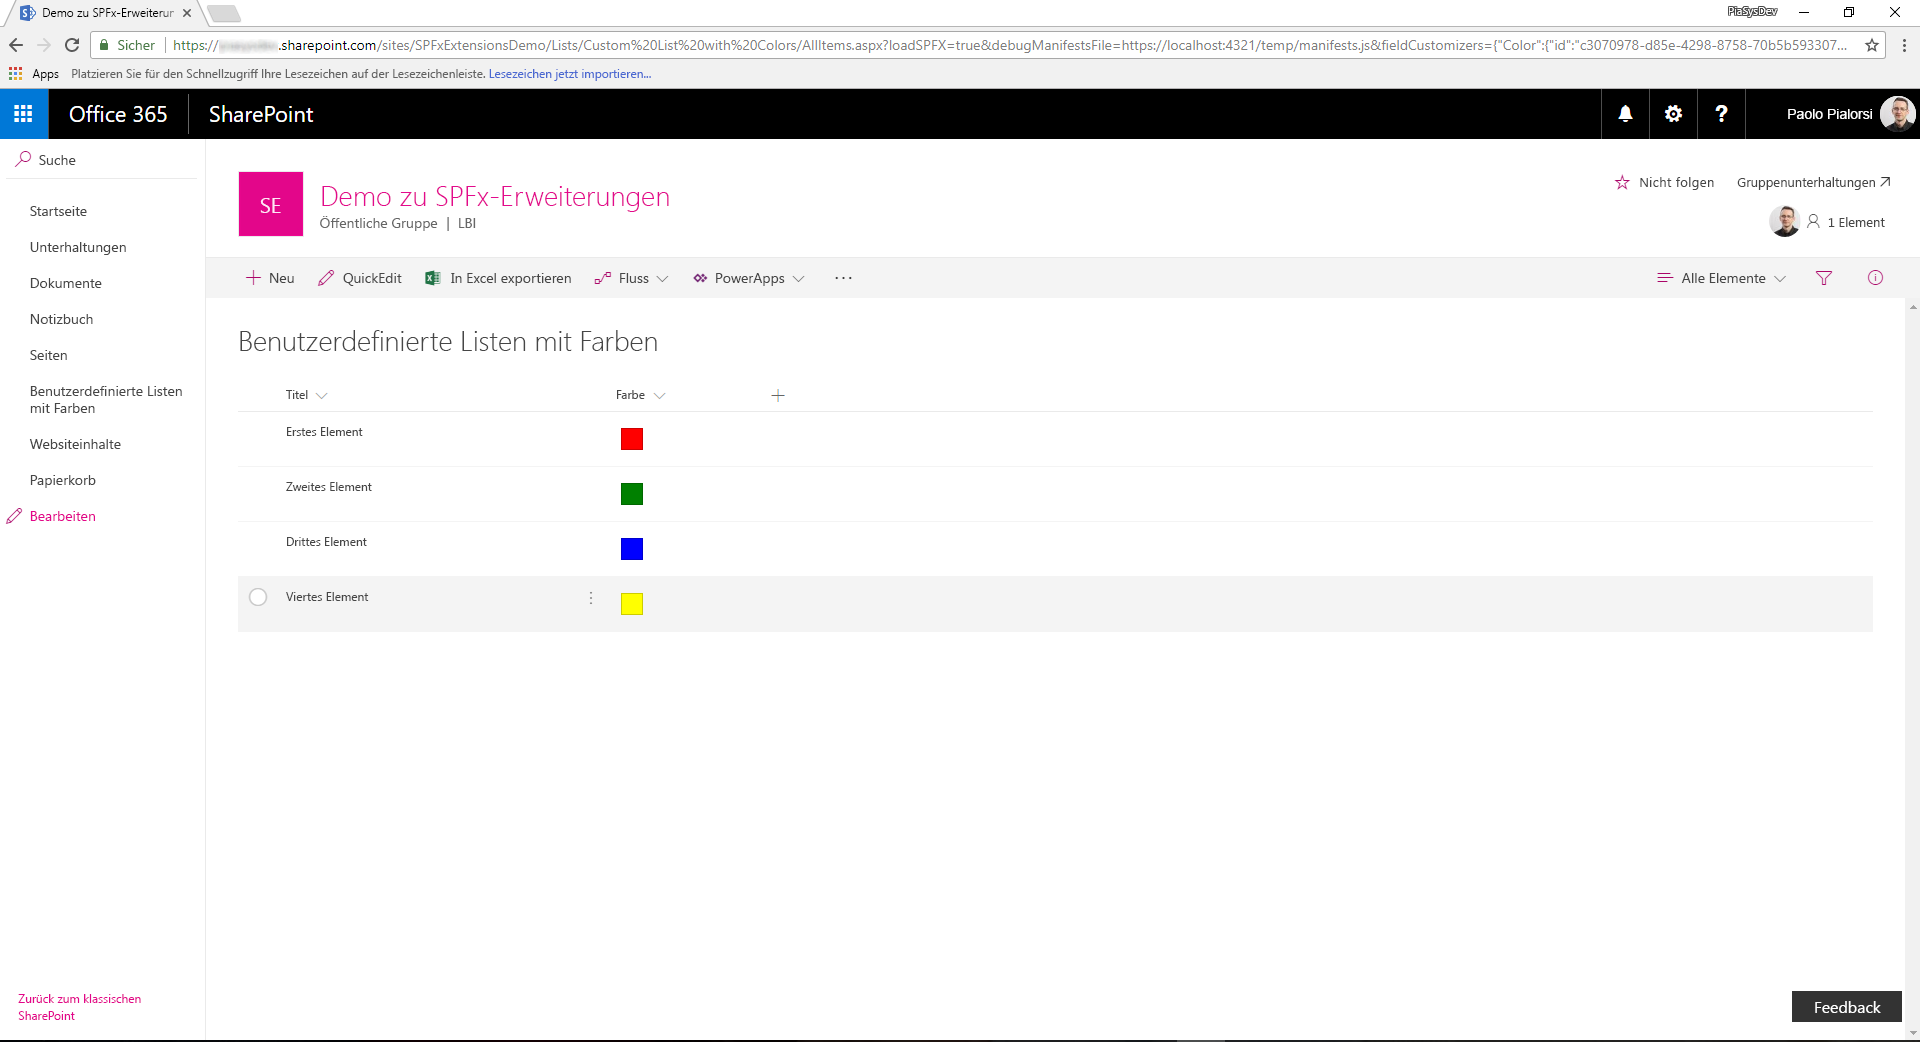 Demo zu SPFx-Erweiterur
PiaSysDev
Sicher
https:// .sharepoint.com/sites/SPFxExtensionsDemo/Lists/Custom%20List%20with%20Colors/AllItems.aspx?loadSPFX=true&debugManifestsFile=https://localhost:4321/temp/manifests.js&fieldCustomizers={"Color":{"id":"c3070978-d85e-4298-8758-70b5b593307...
Apps Platzieren Sie für den Schnellzugriff Ihre Lesezeichen auf der Lesezeichenleiste. Lesezeichen jetzt importieren...
Office 365 SharePoint
? Paolo Pialorsi
Suche
Startseite
Unterhaltungen
Dokumente
Notizbuch
Seiten
Benutzerdefinierte Listen
mit Farben
Websiteinhalte
Papierkorb
Bearbeiten
Zurück zum klassischen
SharePoint
SE
Demo zu SPFx-Erweiterungen
Öffentliche Gruppe | LBI
Nicht folgen Gruppenunterhaltungen
1 Element
Neu QuickEdit In Excel exportieren Fluss PowerApps ... Alle Elemente
Benutzerdefinierte Listen mit Farben
Titel Farbe
Erstes Element
Zweites Element
Drittes Element
Viertes Element
Feedback